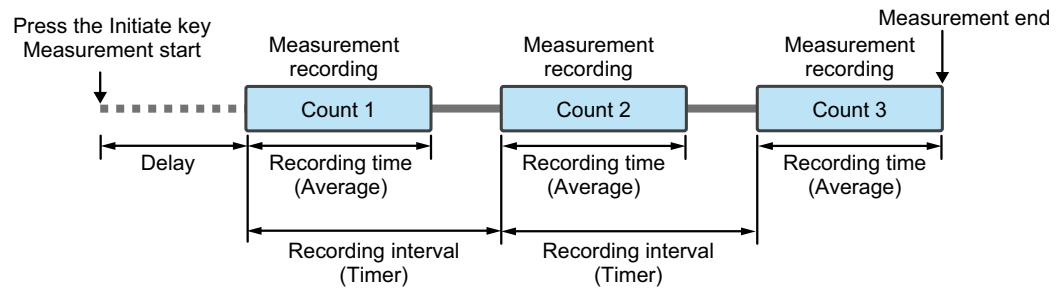 Press the Initiate key
Measurement start
Measurement end
Measurement
recording
Measurement
recording
Measurement
recording
Count 1
Count 2
Count 3
Delay
Recording time
(Average)
Recording time
(Average)
Recording time
(Average)
Recording interval
(Timer)
Recording interval
(Timer)